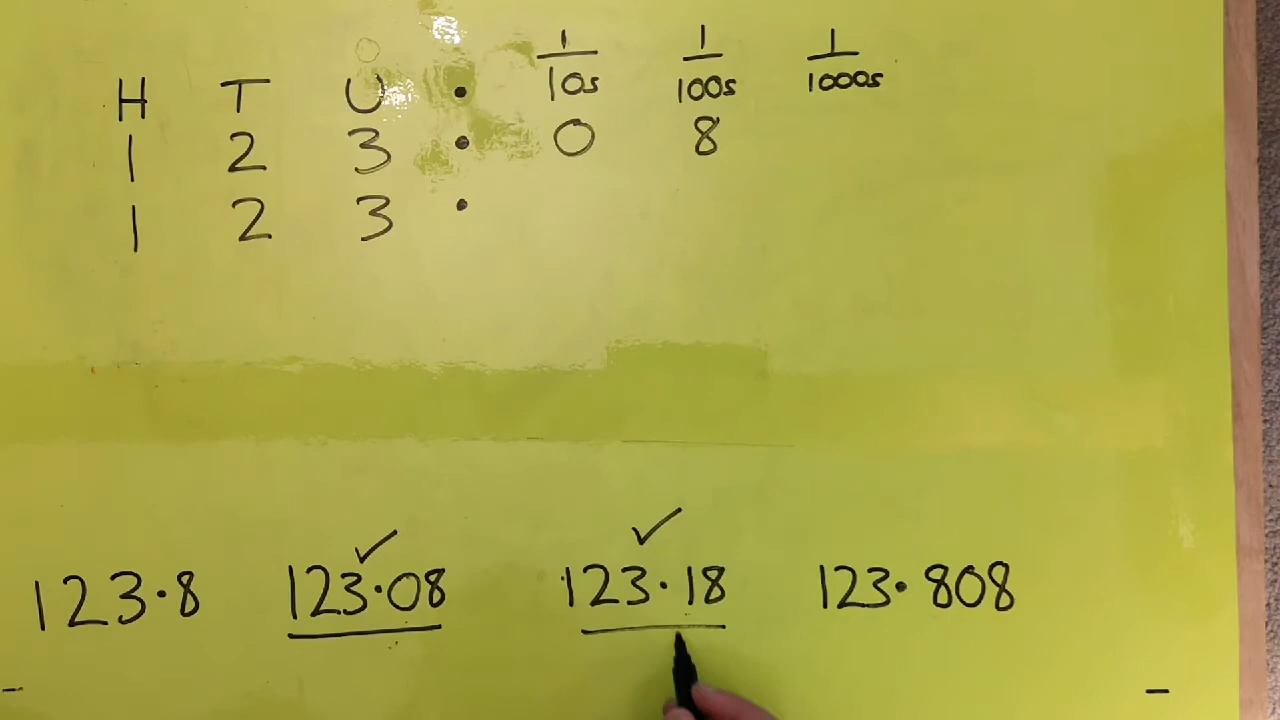 H T U . 1/10s 1/100s 1/1000s
1 2 3 . 0 8
1 2 3 .
123.8 123.08 ✓ 123.18 ✓ 123.808